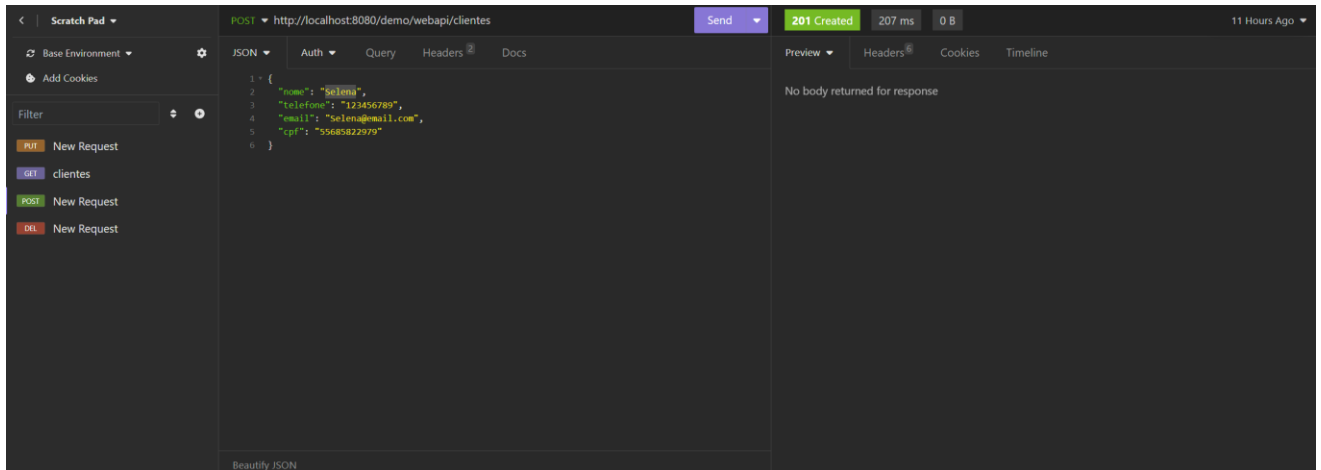 Scratch Pad
POST http://localhost:8080/demo/webapi/clientes
Send
201 Created
207 ms
0 B
11 Hours Ago
Base Environment
JSON
Auth
Query
Headers 2
Docs
Preview
Headers 6
Cookies
Timeline
Add Cookies
Filter
PUT New Request
GET clientes
POST New Request
DEL New Request
1 {
2 "nome": "Selena",
3 "telefone": "123456789",
4 "email": "Selena@email.com",
5 "cpf": "55685822979"
6 }
Beautify JSON
No body returned for response